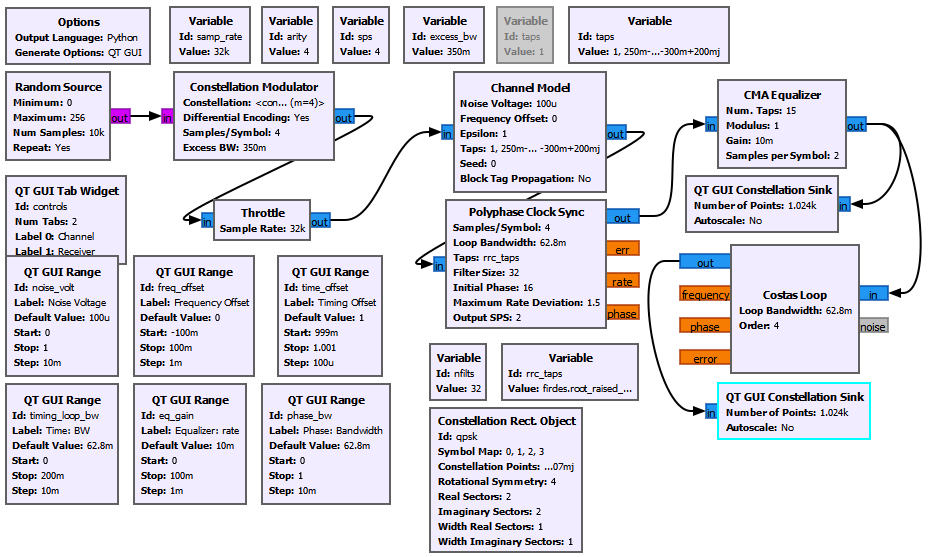 Options
Output Language: Python
Generate Options: QT GUI
Variable
Id: samp_rate
Value: 32k
Variable
Id: arity
Value: 4
Variable
Id: sps
Value: 4
Variable
Id: excess_bw
Value: 350m
Variable
Id: taps
Value: 1
Variable
Id: taps
Value: 1, 250m-...-300m+200mj
Random Source
Minimum: 0
Maximum: 256
Num Samples: 10k
Repeat: Yes
out
in
Constellation Modulator
Constellation: <con... (m=4)>
Differential Encoding: Yes
Samples/Symbol: 4
Excess BW: 350m
out
in
Channel Model
Noise Voltage: 100u
Frequency Offset: 0
Epsilon: 1
Taps: 1, 250m-... -300m+200mj
Seed: 0
Block Tag Propagation: No
out
in
CMA Equalizer
Num. Taps: 15
Modulus: 1
Gain: 10m
Samples per Symbol: 2
out
QT GUI Tab Widget
Id: controls
Num Tabs: 2
Label 0: Channel
Label 1: Receiver
in
Throttle
Sample Rate: 32k
out
in
Polyphase Clock Sync
Samples/Symbol: 4
Loop Bandwidth: 62.8m
Taps: rrc_taps
Filter Size: 32
Initial Phase: 16
Maximum Rate Deviation: 1.5
Output SPS: 2
out
err
rate
phase
QT GUI Constellation Sink
Number of Points: 1.024k
Autoscale: No
in
out
frequency
phase
error
Costas Loop
Loop Bandwidth: 62.8m
Order: 4
in
noise
QT GUI Range
Id: noise_volt
Label: Noise Voltage
Default Value: 100u
Start: 0
Stop: 1
Step: 10m
QT GUI Range
Id: freq_offset
Label: Frequency Offset
Default Value: 0
Start: -100m
Stop: 100m
Step: 1m
QT GUI Range
Id: time_offset
Label: Timing Offset
Default Value: 1
Start: 999m
Stop: 1.001
Step: 100u
Variable
Id: nfilts
Value: 32
Variable
Id: rrc_taps
Value: firdes.root_raised_...
in
QT GUI Constellation Sink
Number of Points: 1.024k
Autoscale: No
QT GUI Range
Id: timing_loop_bw
Label: Time: BW
Default Value: 62.8m
Start: 0
Stop: 200m
Step: 10m
QT GUI Range
Id: eq_gain
Label: Equalizer: rate
Default Value: 10m
Start: 0
Stop: 100m
Step: 1m
QT GUI Range
Id: phase_bw
Label: Phase: Bandwidth
Default Value: 62.8m
Start: 0
Stop: 1
Step: 10m
Constellation Rect. Object
Id: qpsk
Symbol Map: 0, 1, 2, 3
Constellation Points: ...07mj
Rotational Symmetry: 4
Real Sectors: 2
Imaginary Sectors: 2
Width Real Sectors: 1
Width Imaginary Sectors: 1